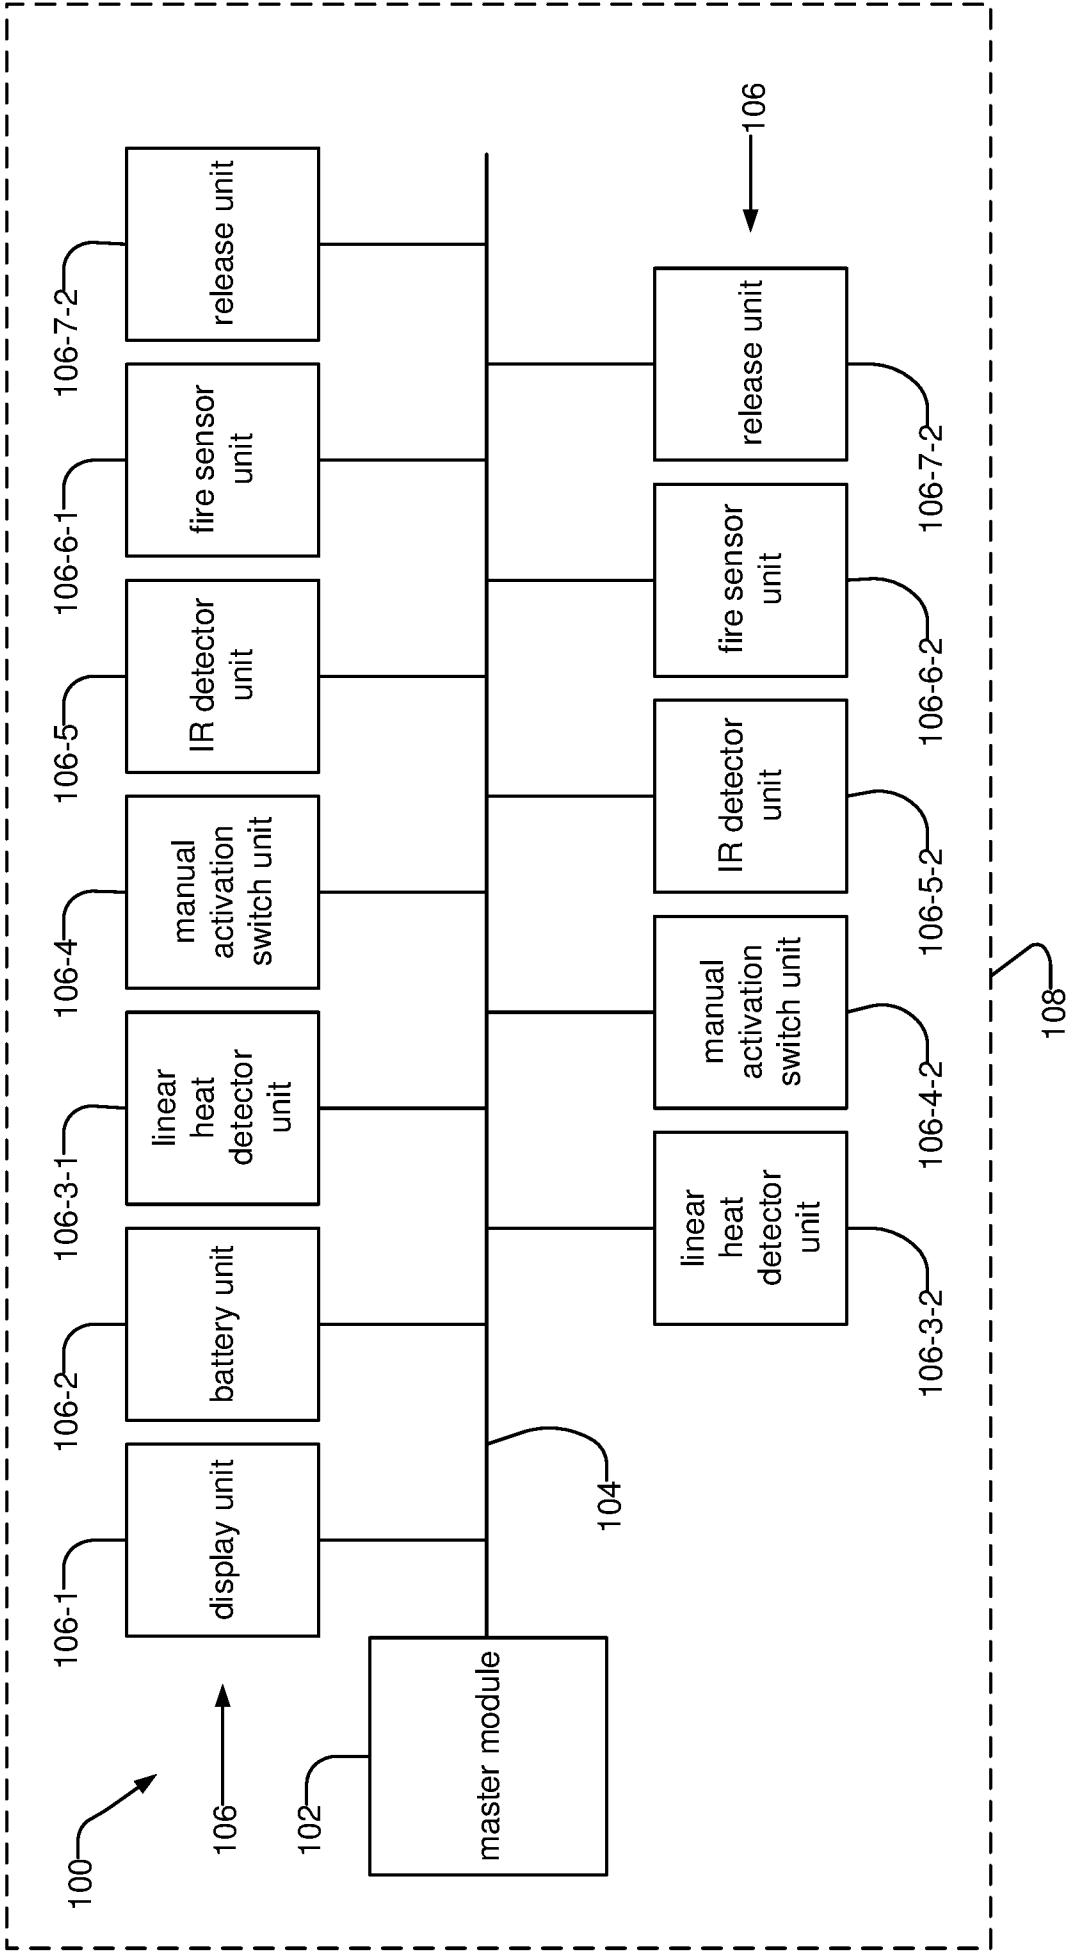 100
106
102
master module
106-1
display unit
106-2
battery unit
106-3-1
linear
heat
detector
unit
106-4
manual
activation
switch unit
106-5
IR detector
unit
106-6-1
fire sensor
unit
106-7-2
release unit
104
linear
heat
detector
unit
106-3-2
manual
activation
switch unit
106-4-2
IR detector
unit
106-5-2
fire sensor
unit
106-6-2
release unit
106-7-2
106
108